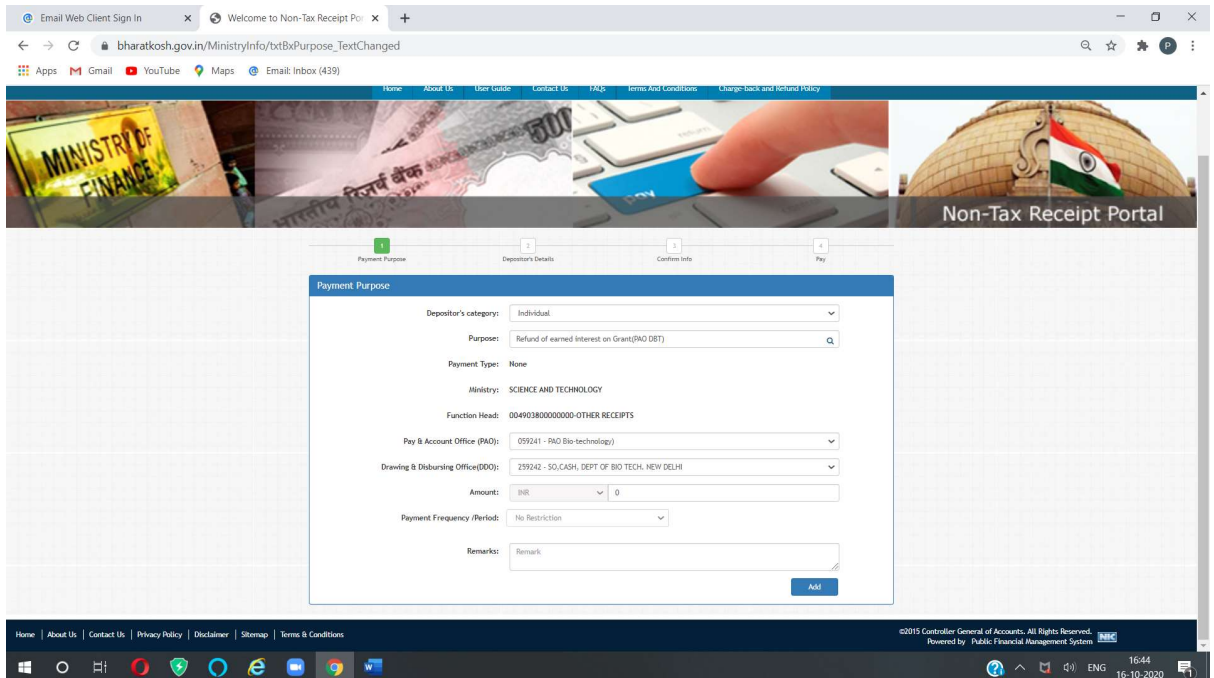 Email Web Client Sign In
Welcome to Non-Tax Receipt Por
bharatkosh.gov.in/MinistryInfo/txtBxPurpose_TextChanged
P
Apps Gmail YouTube Maps Email: Inbox (439)
Home About Us User Guide Contact Us FAQs Terms And Conditions Charge-back and Refund Policy
MINISTRY OF
FINANCE
500
भारतीय रिज़र्व बैंक
return
pay
Non-Tax Receipt Portal
1 2 3 4
Payment Purpose Depositor's Details Confirm Info Pay
Payment Purpose
Depositor's category: Individual
Purpose: Refund of earned interest on Grant(PAO DBT)
Payment Type: None
Ministry: SCIENCE AND TECHNOLOGY
Function Head: 004903800000000-OTHER RECEIPTS
Pay & Account Office (PAO): 059241 - PAO Bio-technology)
Drawing & Disbursing Office(DDO): 259242 - SO,CASH, DEPT OF BIO TECH. NEW DELHI
Amount: INR 0
Payment Frequency /Period: No Restriction
Remarks: Remark
Add
Home | About Us | Contact Us | Privacy Policy | Disclaimer | Sitemap | Terms & Conditions
©2015 Controller General of Accounts. All Rights Reserved.
Powered by Public Financial Management System NIC
ENG
16:44
16-10-2020